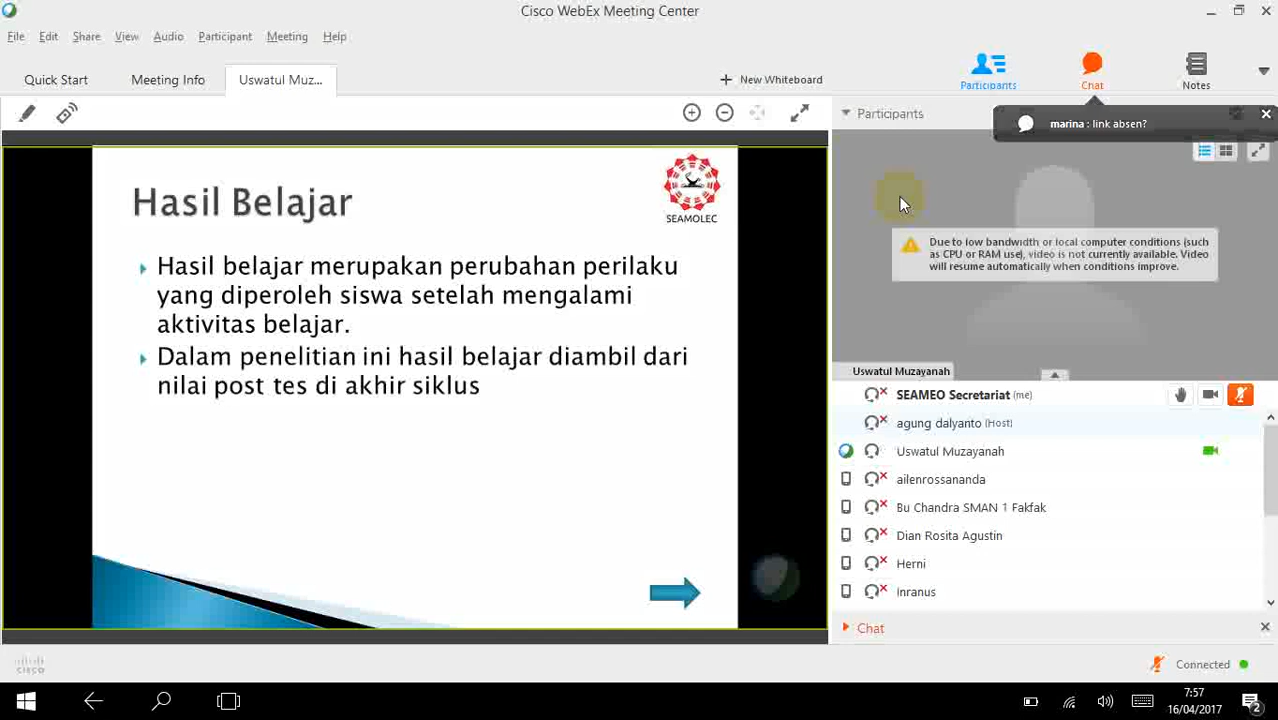 Cisco WebEx Meeting Center
File Edit Share View Audio Participant Meeting Help
Quick Start Meeting Info Uswatul Muz... + New Whiteboard
Participants Chat Notes
Participants
marina : link absen?
Hasil Belajar
SEAMOLEC
Hasil belajar merupakan perubahan perilaku
yang diperoleh siswa setelah mengalami
aktivitas belajar.
Dalam penelitian ini hasil belajar diambil dari
nilai post tes di akhir siklus
Due to low bandwidth or local computer conditions (such
as CPU or RAM use), video is not currently available. Video
will resume automatically when conditions improve.
Uswatul Muzayanah
SEAMEO Secretariat (me)
agung dalyanto (Host)
Uswatul Muzayanah
ailenrossananda
Bu Chandra SMAN 1 Fakfak
Dian Rosita Agustin
Herni
Inranus
Chat
cisco
Connected
7:57
16/04/2017
2